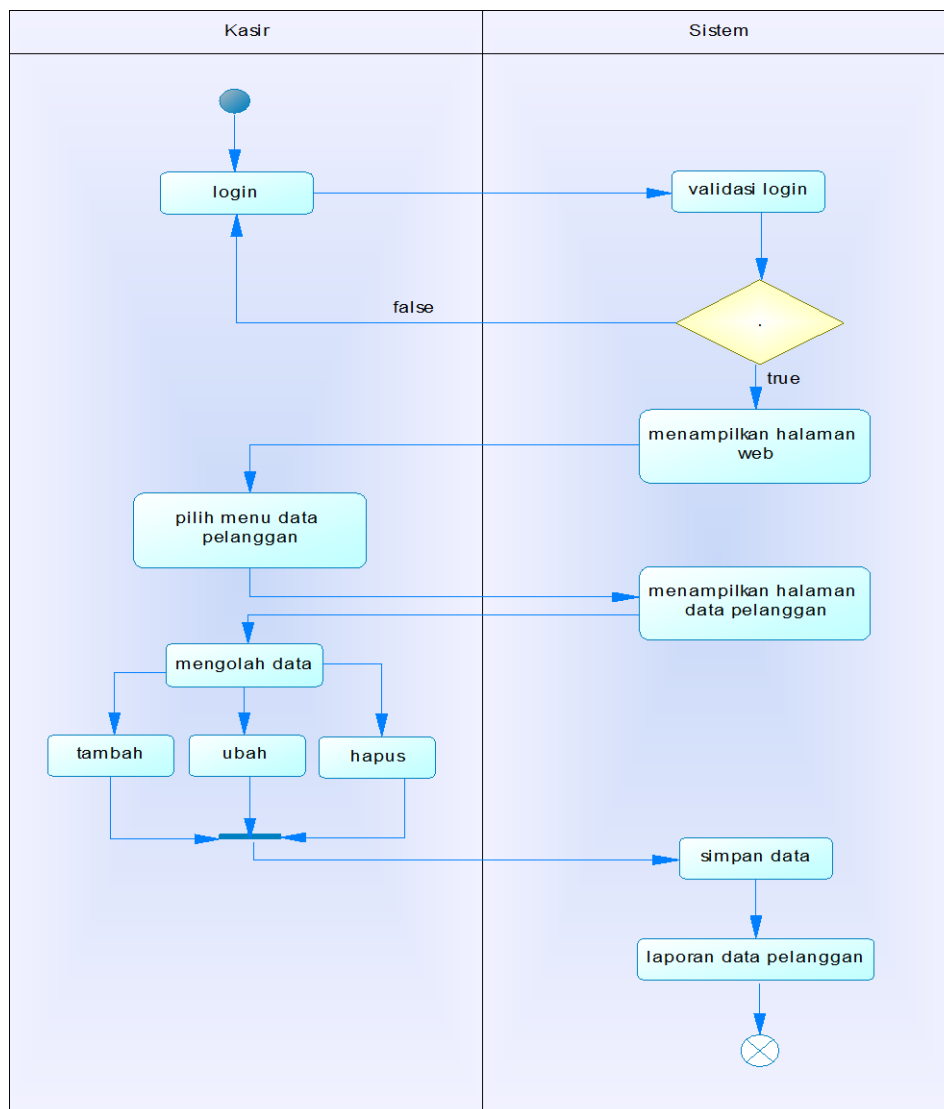 Kasir
Sistem
login
validasi login
false
.
true
menampilkan halaman
web
pilih menu data
pelanggan
menampilkan halaman
data pelanggan
mengolah data
tambah
ubah
hapus
simpan data
laporan data pelanggan